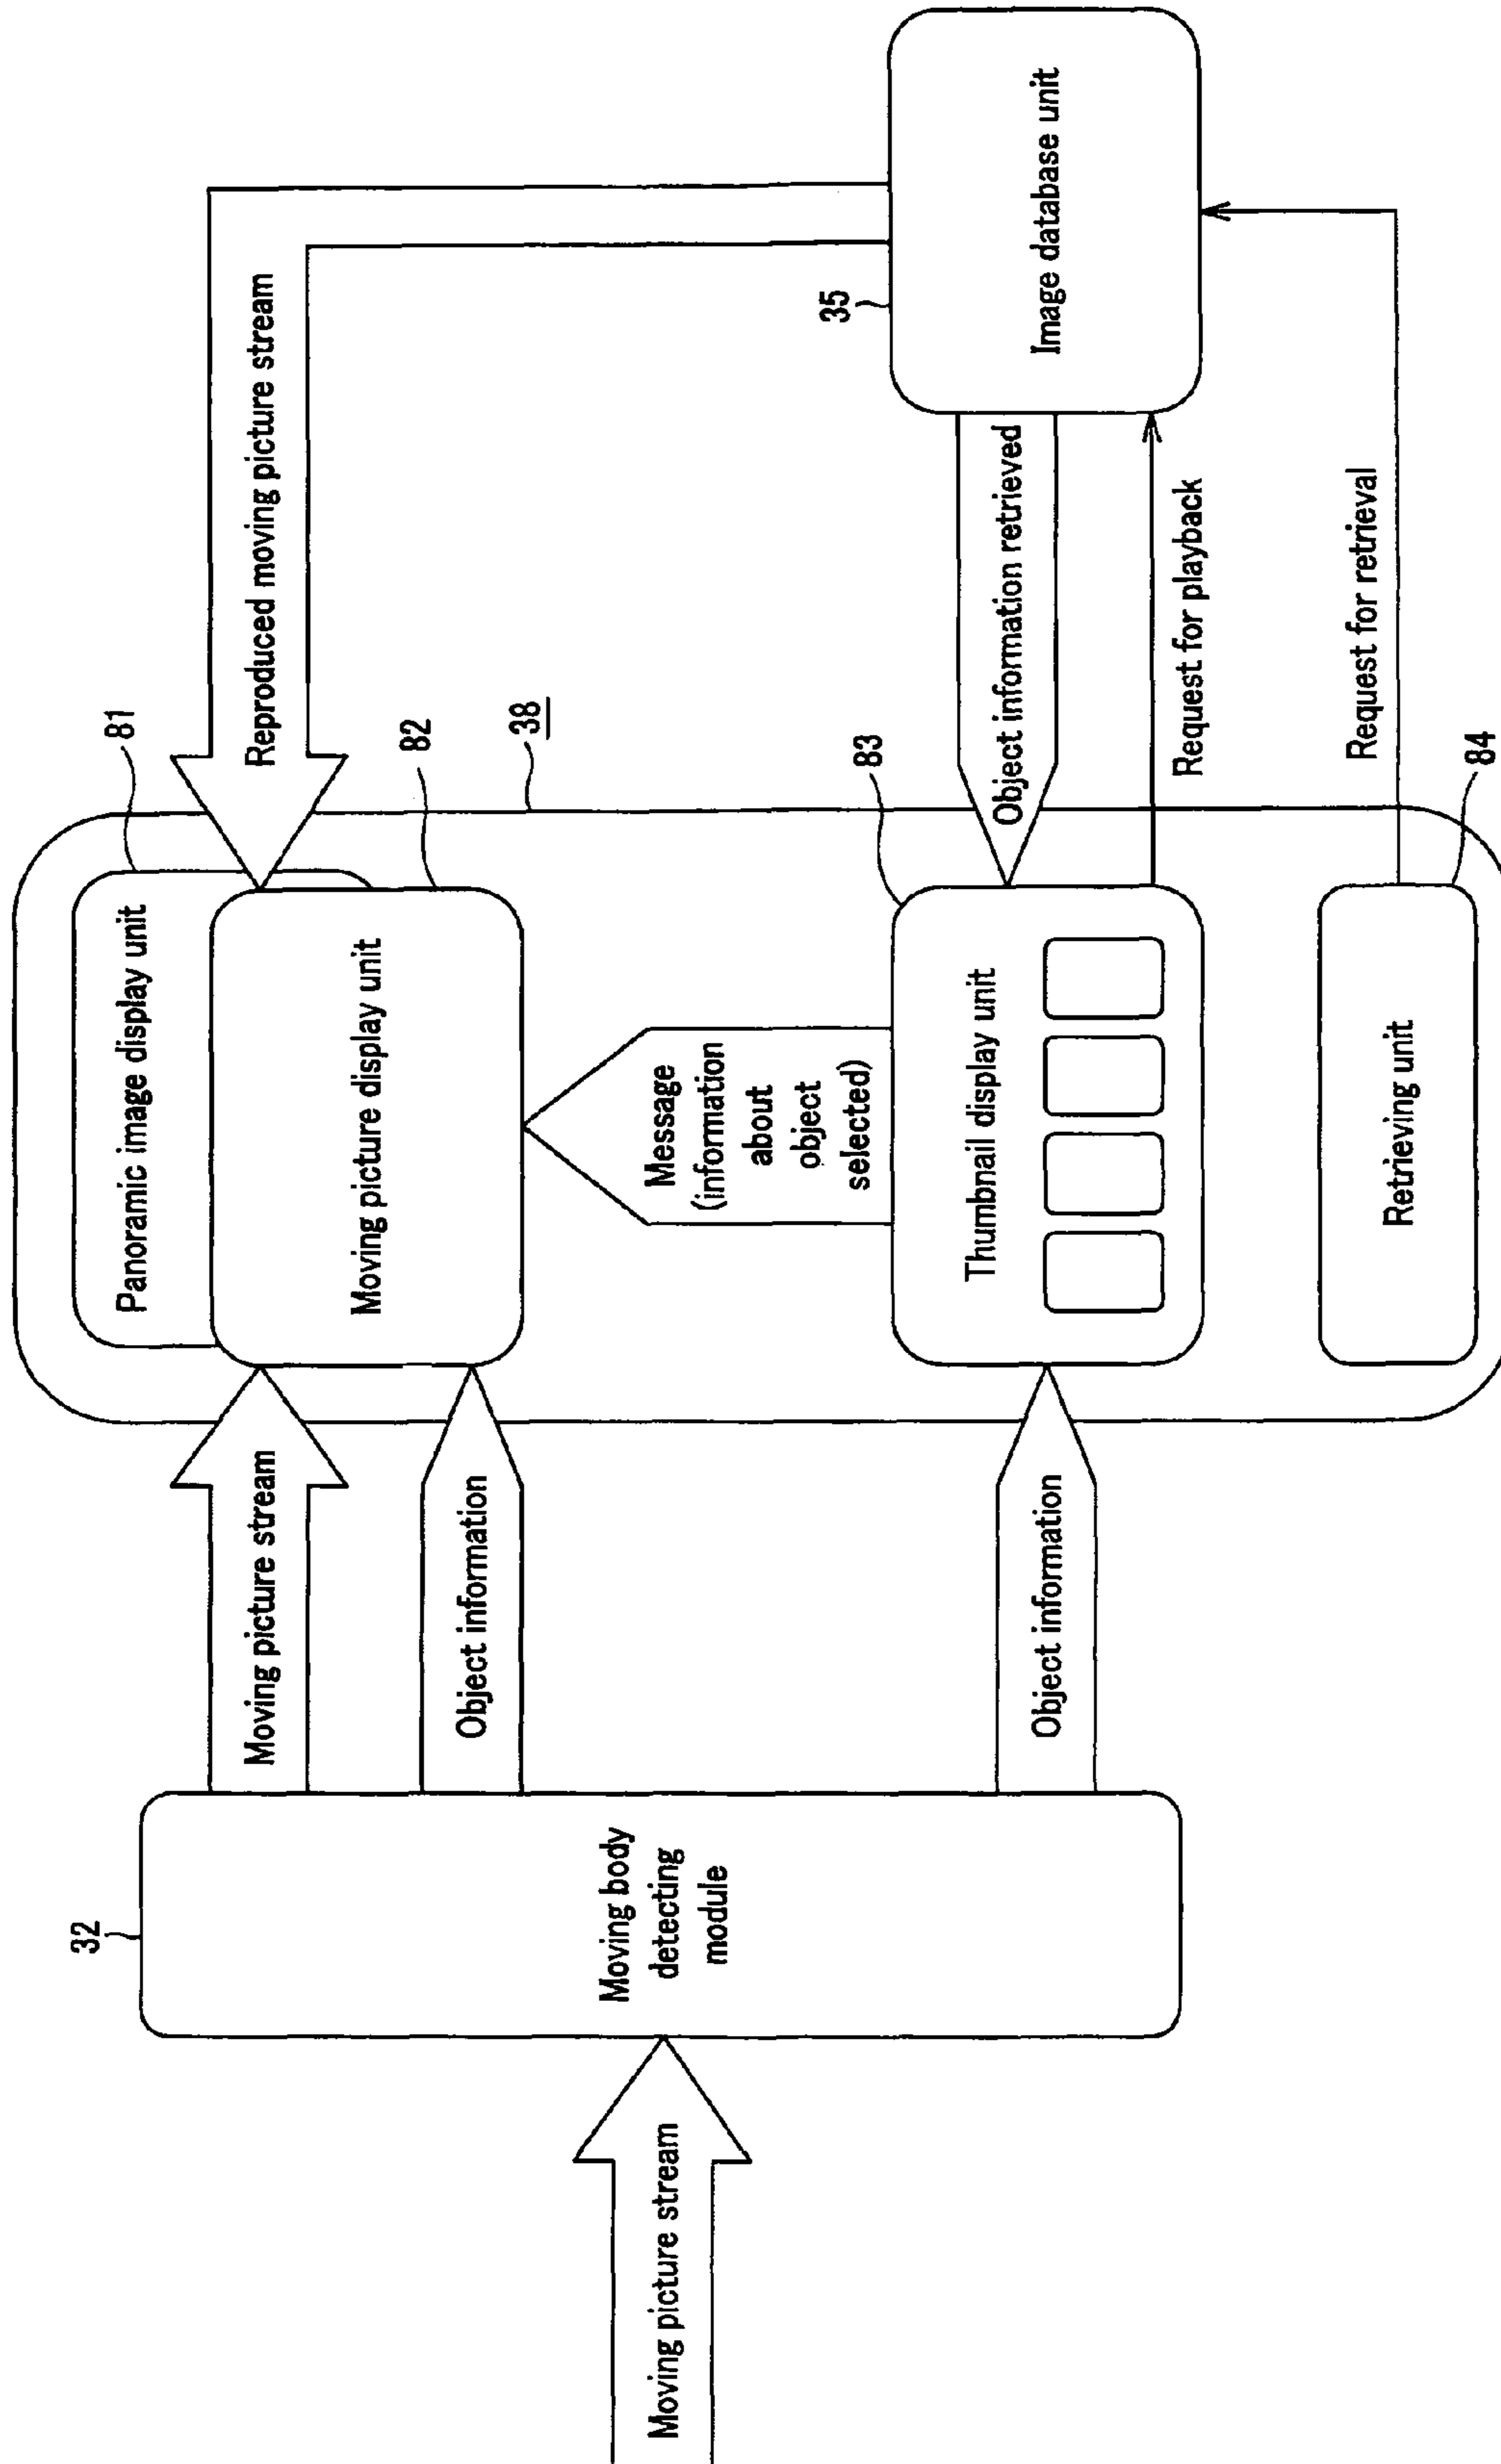 Moving picture stream
32
Moving body
detecting
module
Moving picture stream
Object information
Object information
Panoramic image display unit
81
Moving picture display unit
82
38
Message
(information
about
object
selected)
Thumbnail display unit
83
Retrieving unit
84
Reproduced moving picture stream
Object information retrieved
Request for playback
Request for retrieval
35
Image database unit